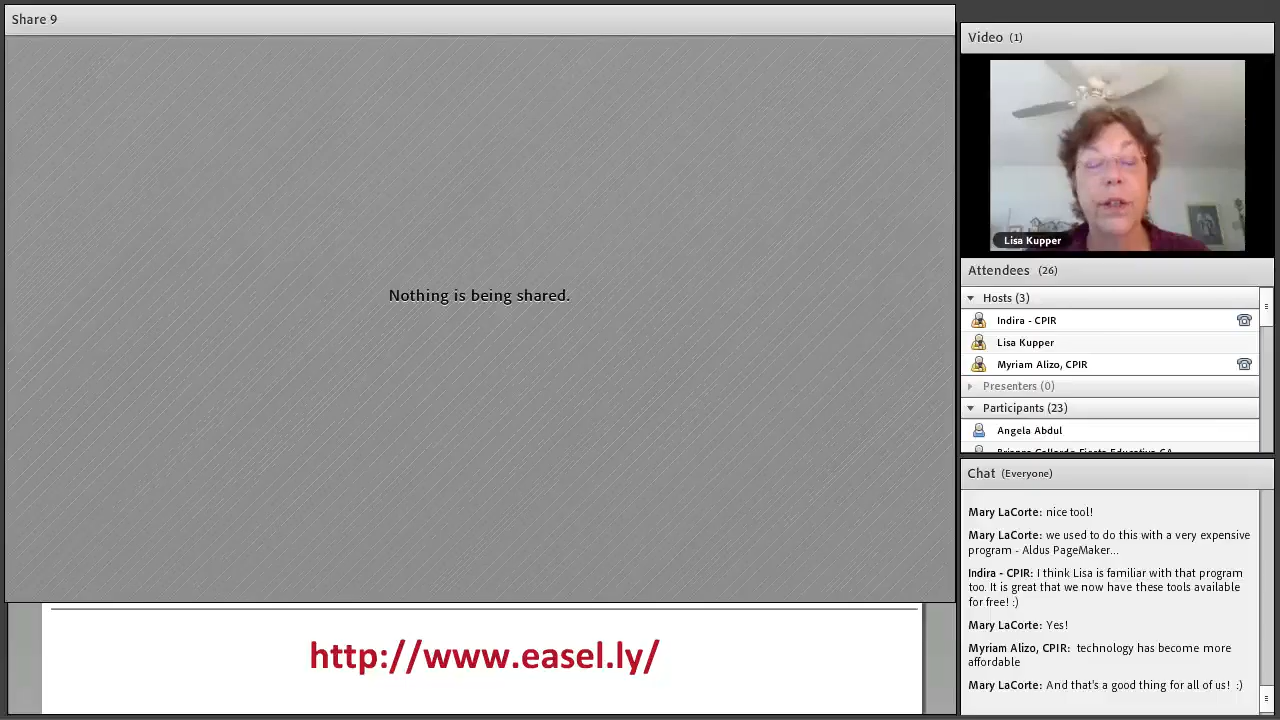 Share 9
Nothing is being shared.
http://www.easel.ly/
Video (1)
Lisa Kupper
Attendees (26)
Hosts (3)
Indira - CPIR
Lisa Kupper
Myriam Alizo, CPIR
Presenters (0)
Participants (23)
Angela Abdul
Chat (Everyone)
Mary LaCorte: nice tool!
Mary LaCorte: we used to do this with a very expensive
program - Aldus PageMaker...
Indira - CPIR: I think Lisa is familiar with that program
too. It is great that we now have these tools available
for free! :)
Mary LaCorte: Yes!
Myriam Alizo, CPIR: technology has become more
affordable
Mary LaCorte: And that's a good thing for all of us! :)